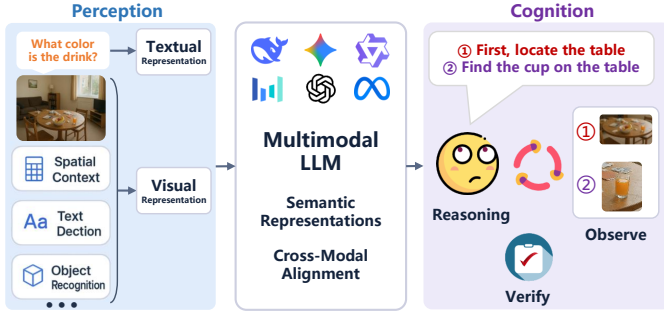 Perception
What color
is the drink?
Textual
Representation
Spatial
Context
Aa
Text
Dection
Object
Recognition
Visual
Representation
Multimodal
LLM
Semantic
Representations
Cross-Modal
Alignment
Cognition
① First, locate the table
② Find the cup on the table
Reasoning
①
②
Observe
Verify